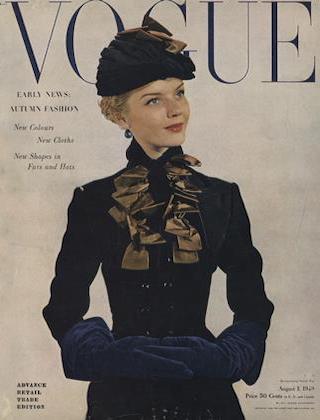 VOGUE
EARLY NEWS:
AUTUMN FASHION
New Colours
New Cloths
New Shapes in
Furs and Hats
ADVANCE
RETAIL
TRADE
EDITION
August 1, 194
Price 50 Cents